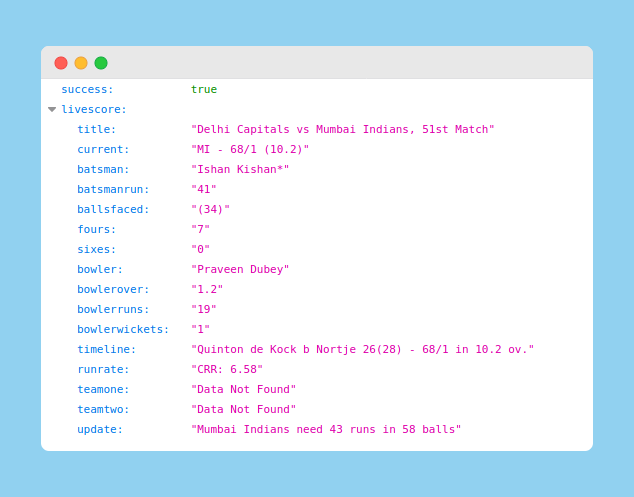 success: true
livescore:
title: "Delhi Capitals vs Mumbai Indians, 51st Match"
current: "MI - 68/1 (10.2)"
batsman: "Ishan Kishan*"
batsmanrun: "41"
ballsfaced: "(34)"
fours: "7"
sixes: "0"
bowler: "Praveen Dubey"
bowlerover: "1.2"
bowlerruns: "19"
bowlerwickets: "1"
timeline: "Quinton de Kock b Nortje 26(28) - 68/1 in 10.2 ov."
runrate: "CRR: 6.58"
teamone: "Data Not Found"
teamtwo: "Data Not Found"
update: "Mumbai Indians need 43 runs in 58 balls"